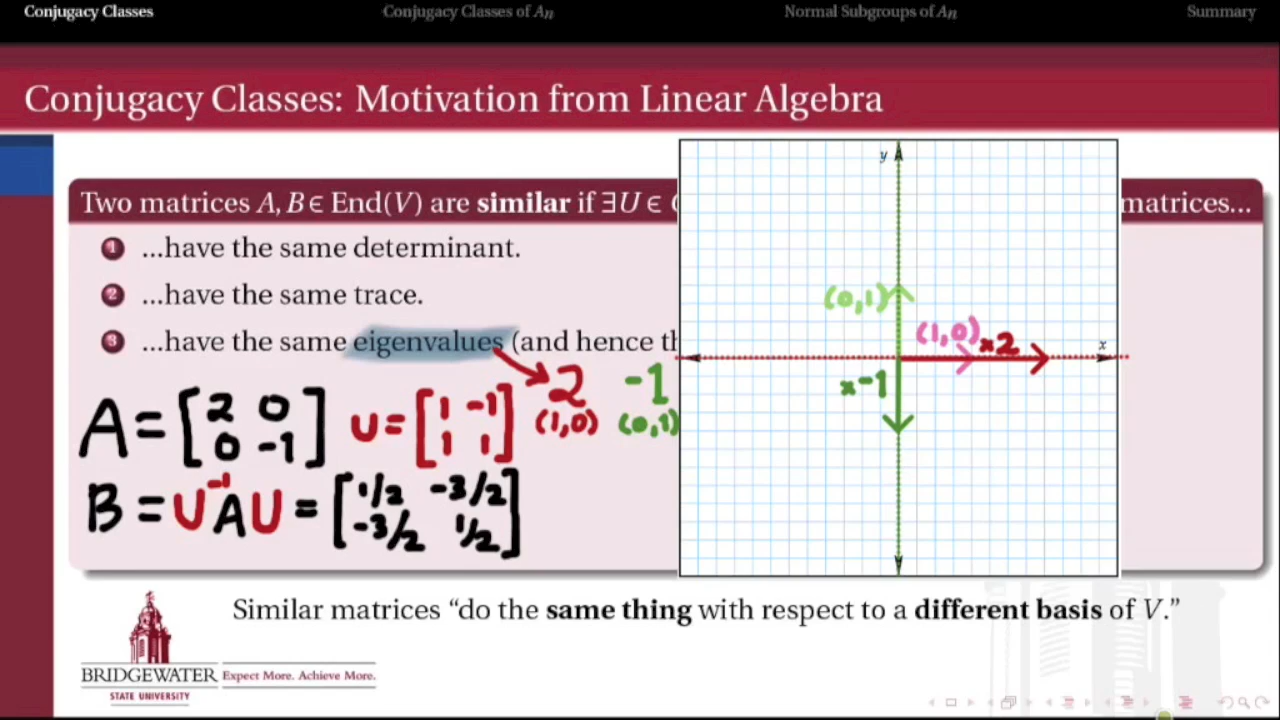 Conjugacy Classes Conjugacy Classes of An Normal Subgroups of An Summary
Conjugacy Classes: Motivation from Linear Algebra
Two matrices A, B ∈ End(V) are similar if ∃U ∈ matrices...
1 ...have the same determinant.
2 ...have the same trace.
3 ...have the same eigenvalues (and hence
y
(0,1)
(1,0) ×2 x
×-1
A = [2 0
0 -1] U = [1 -1
1 1] 2 -1
(1,0) (0,1)
B = U⁻¹AU = [1/2 -3/2
-3/2 1/2]
Similar matrices “do the same thing with respect to a different basis of V.”
BRIDGEWATER
STATE UNIVERSITY
Expect More. Achieve More.